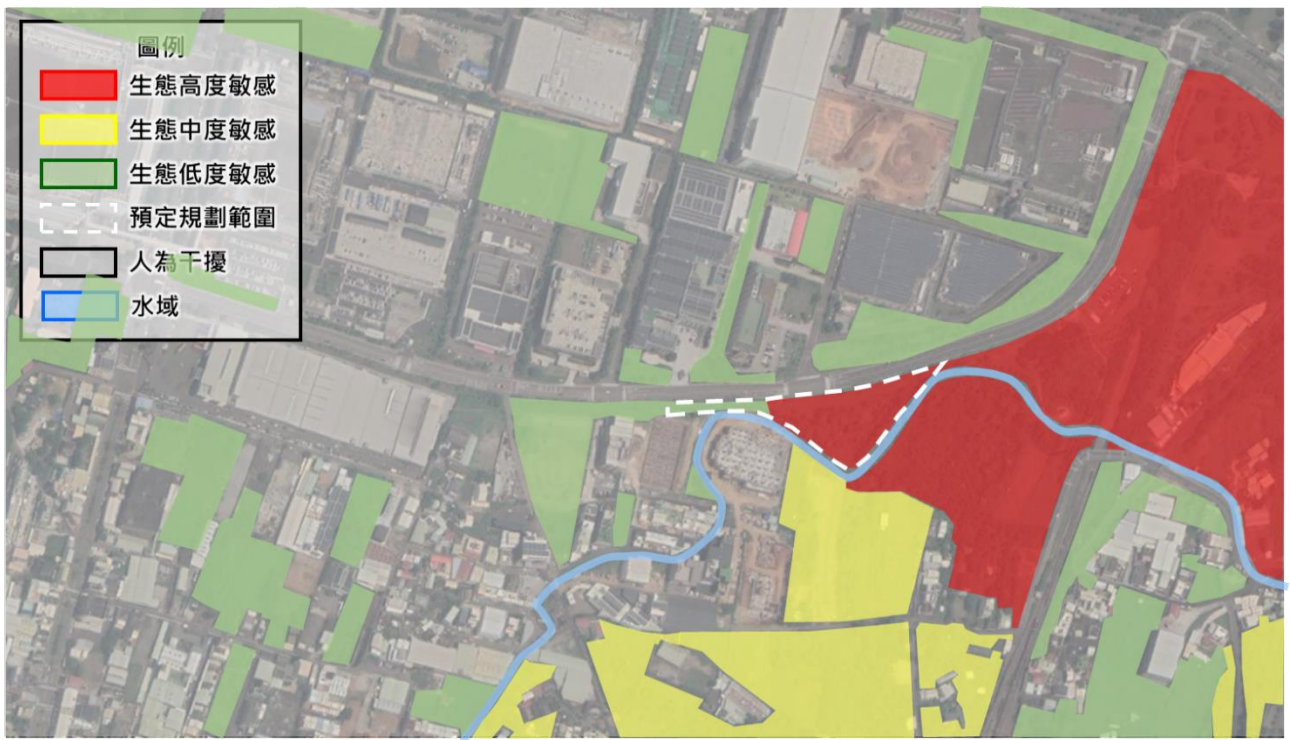 圖例
生態高度敏感
生態中度敏感
生態低度敏感
預定規劃範圍
人為干擾
水域